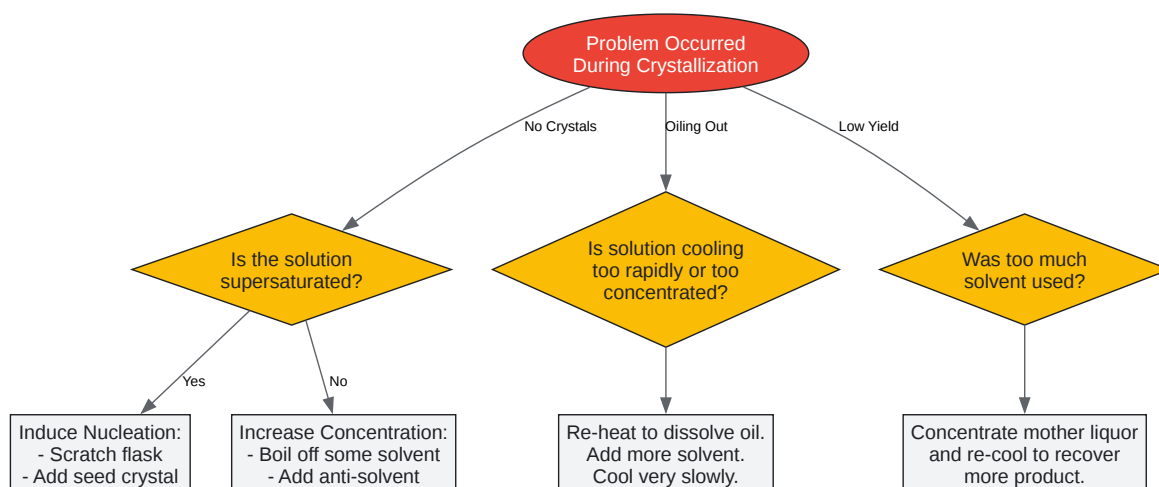 Problem Occurred
During Crystallization
No Crystals
Oiling Out
Low Yield
Is the solution
supersaturated?
Is solution cooling
too rapidly or too
concentrated?
Was too much
solvent used?
Yes
No
Induce Nucleation:
- Scratch flask
- Add seed crystal
Increase Concentration:
- Boil off some solvent
- Add anti-solvent
Re-heat to dissolve oil.
Add more solvent.
Cool very slowly.
Concentrate mother liquor
and re-cool to recover
more product.